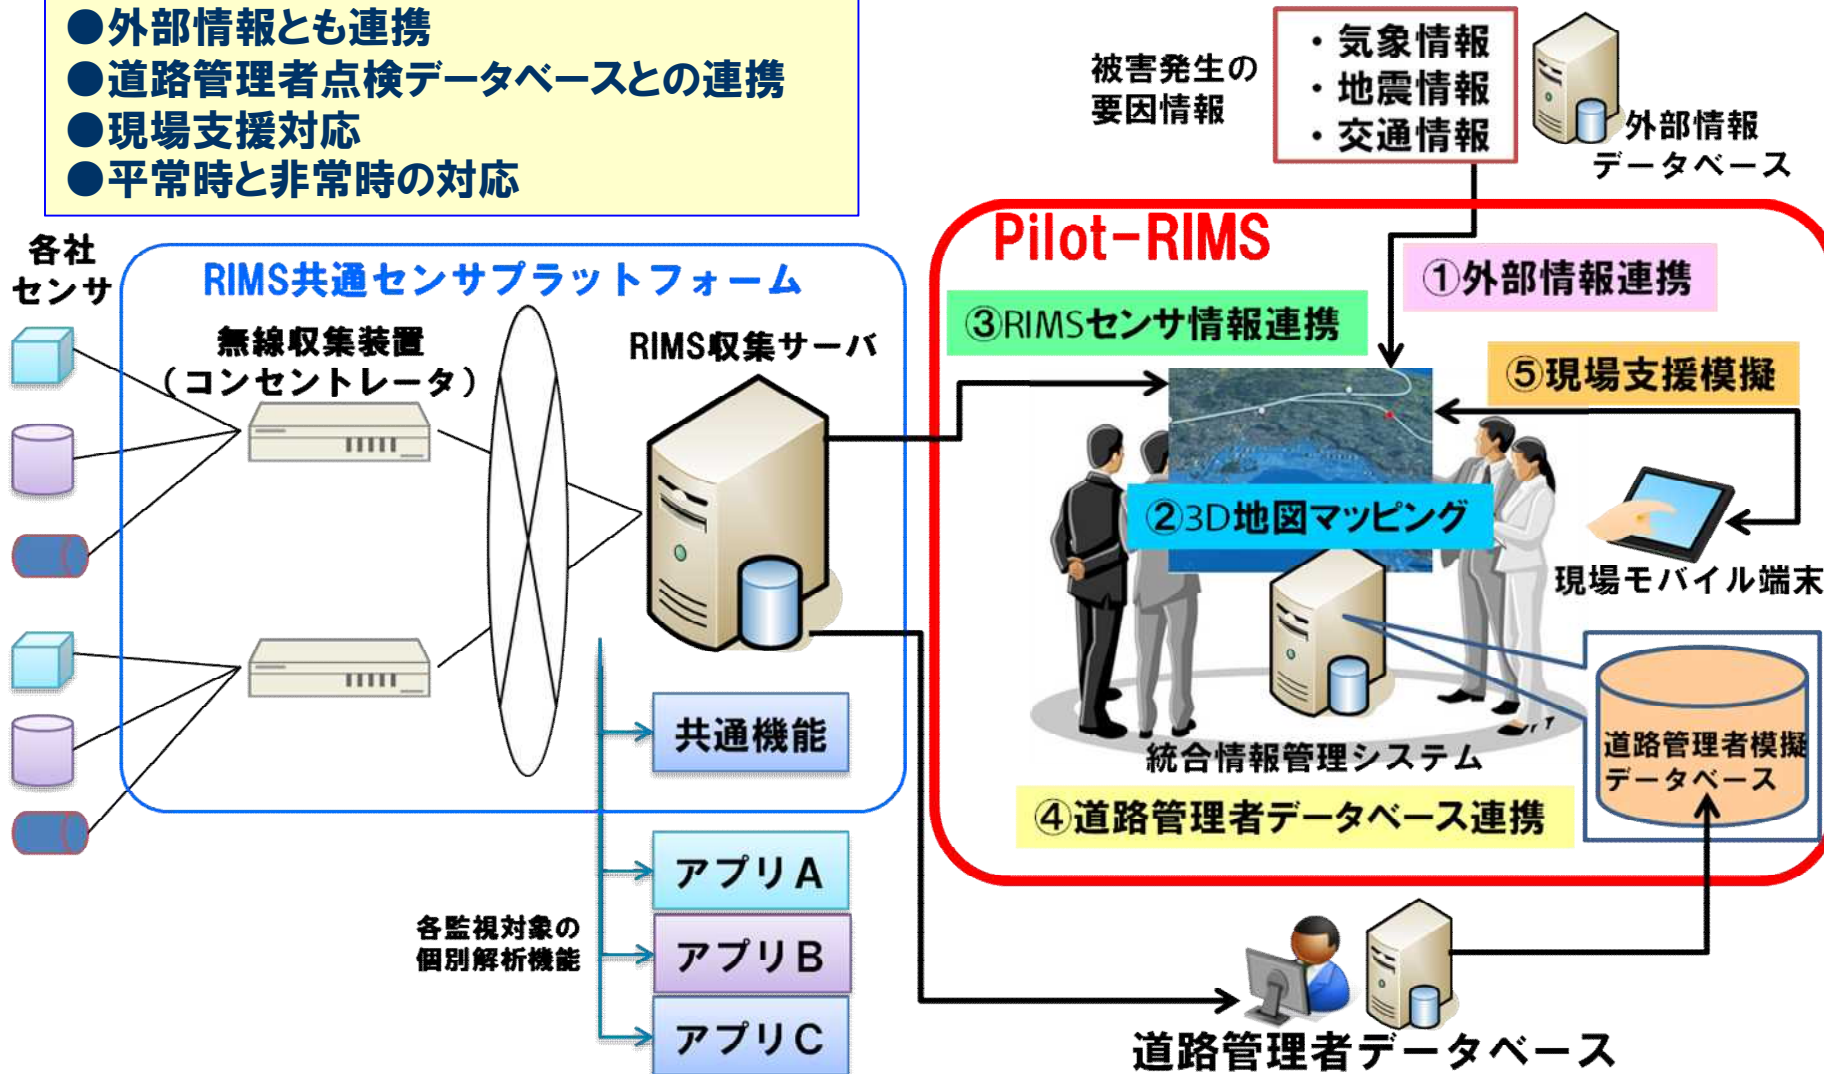 ●外部情報とも連携
●道路管理者点検データベースとの連携
●現場支援対応
●平常時と非常時の対応
被害発生の
要因情報
・気象情報
・地震情報
・交通情報
外部情報
データベース
各社
センサ
RIMS共通センサプラットフォーム
無線収集装置
（コンセントレータ）
RIMS収集サーバ
共通機能
アプリA
アプリB
アプリC
各監視対象の
個別解析機能
Pilot-RIMS
①外部情報連携
③RIMSセンサ情報連携
⑤現場支援模擬
②3D地図マッピング
現場モバイル端末
統合情報管理システム
道路管理者模擬
データベース
④道路管理者データベース連携
道路管理者データベース